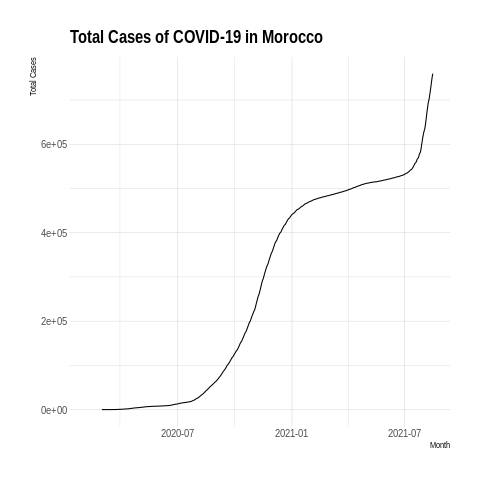 Total Cases of COVID-19 in Morocco
Total Cases
6e+05
4e+05
2e+05
0e+00
2020-07 2021-01 2021-07
Month